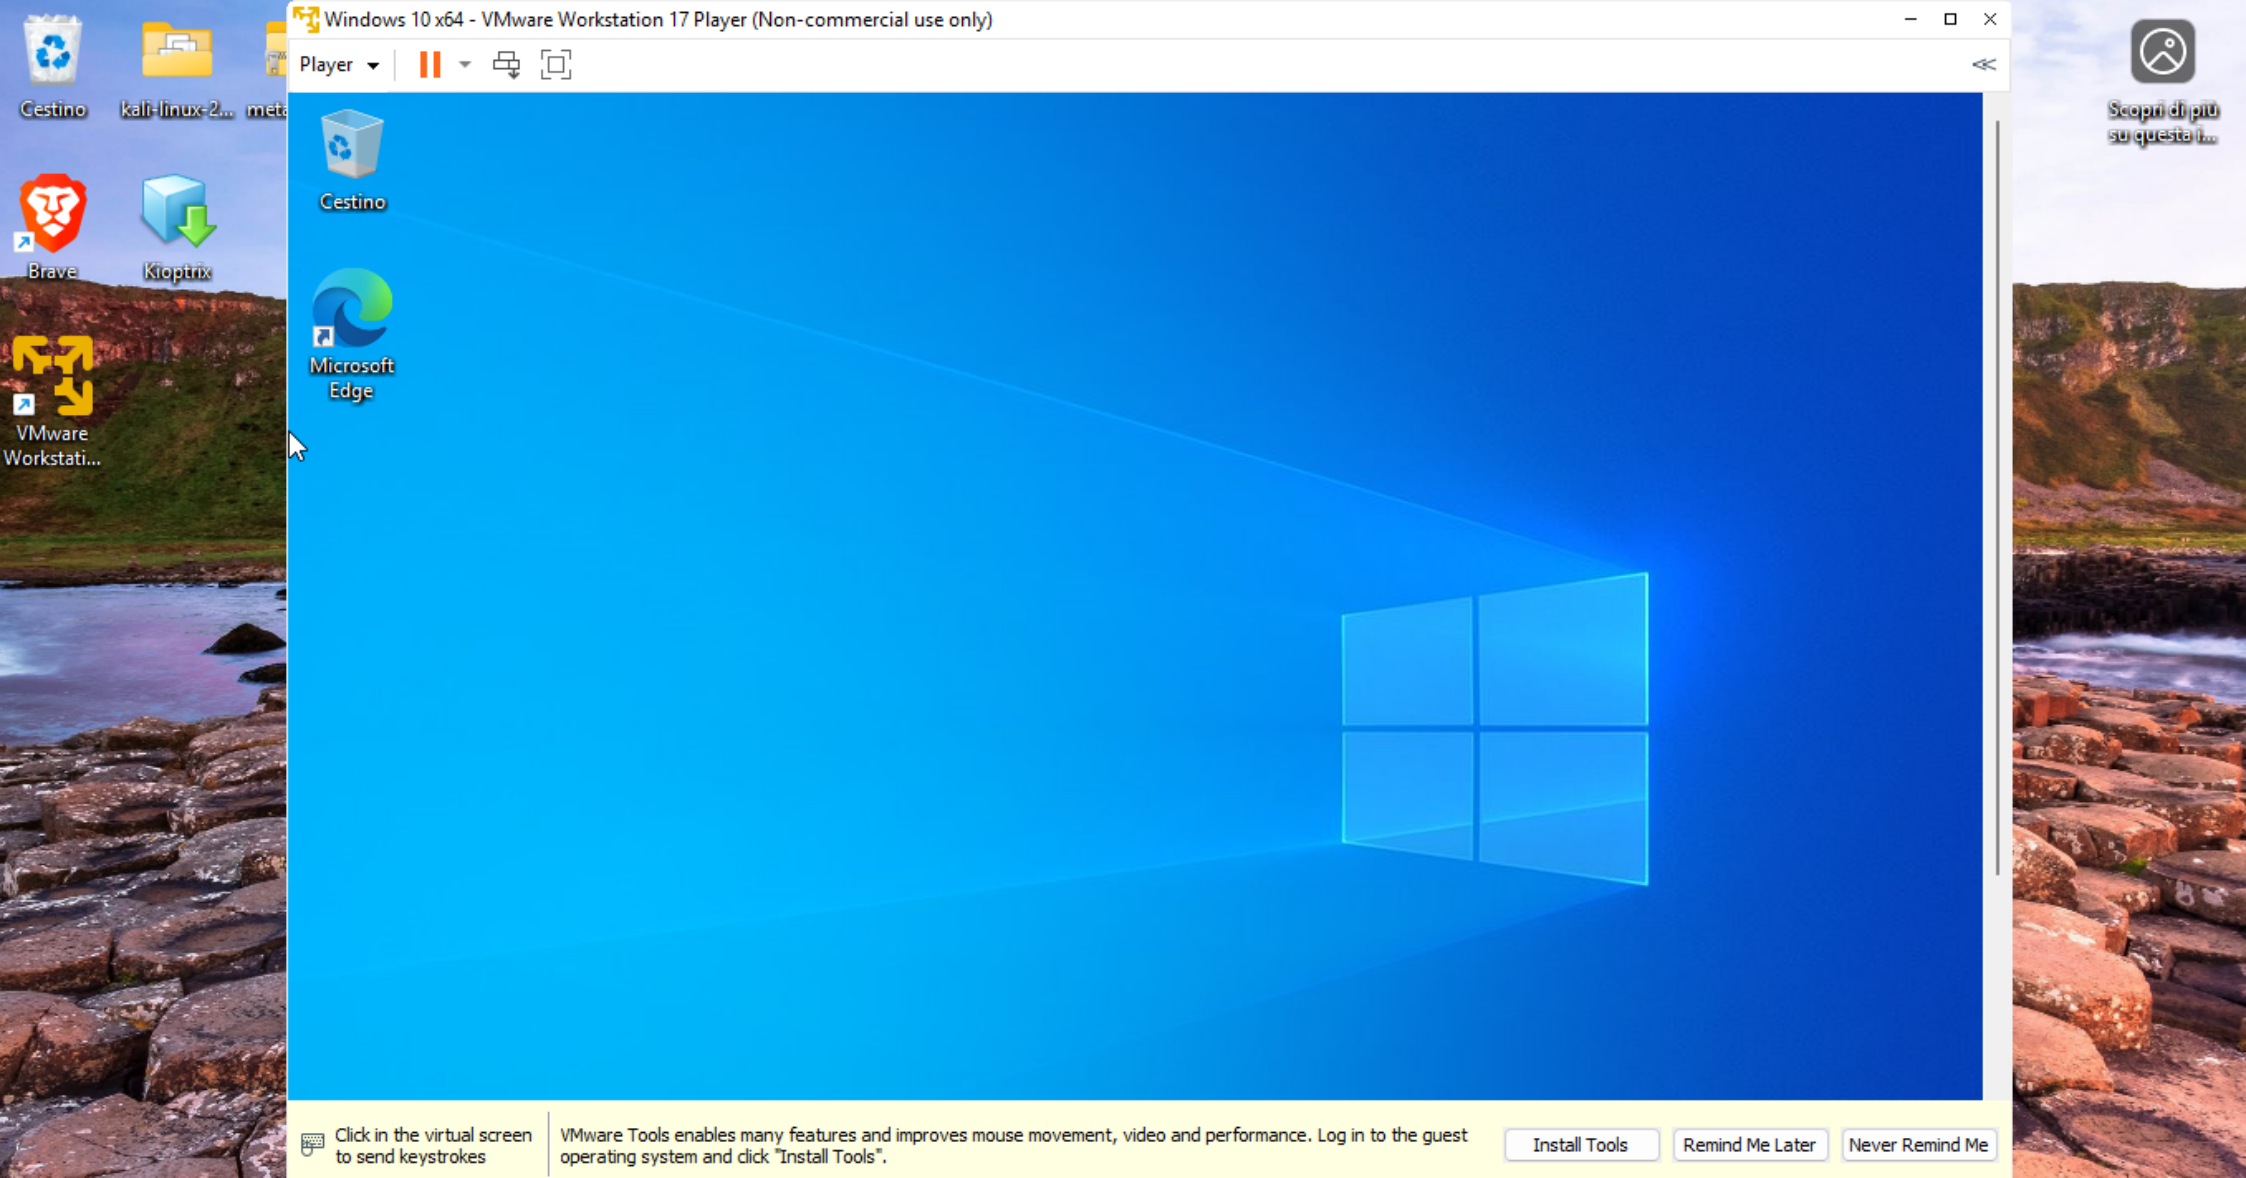 Windows 10 x64 - VMware Workstation 17 Player (Non-commercial use only)
Player
Cestino
kali-linux-2...
meta
Brave
Kioptrix
VMware
Workstati...
Cestino
Microsoft
Edge
Scopri di più
su questa i...
Click in the virtual screen
to send keystrokes
VMware Tools enables many features and improves mouse movement, video and performance. Log in to the guest
operating system and click "Install Tools".
Install Tools
Remind Me Later
Never Remind Me